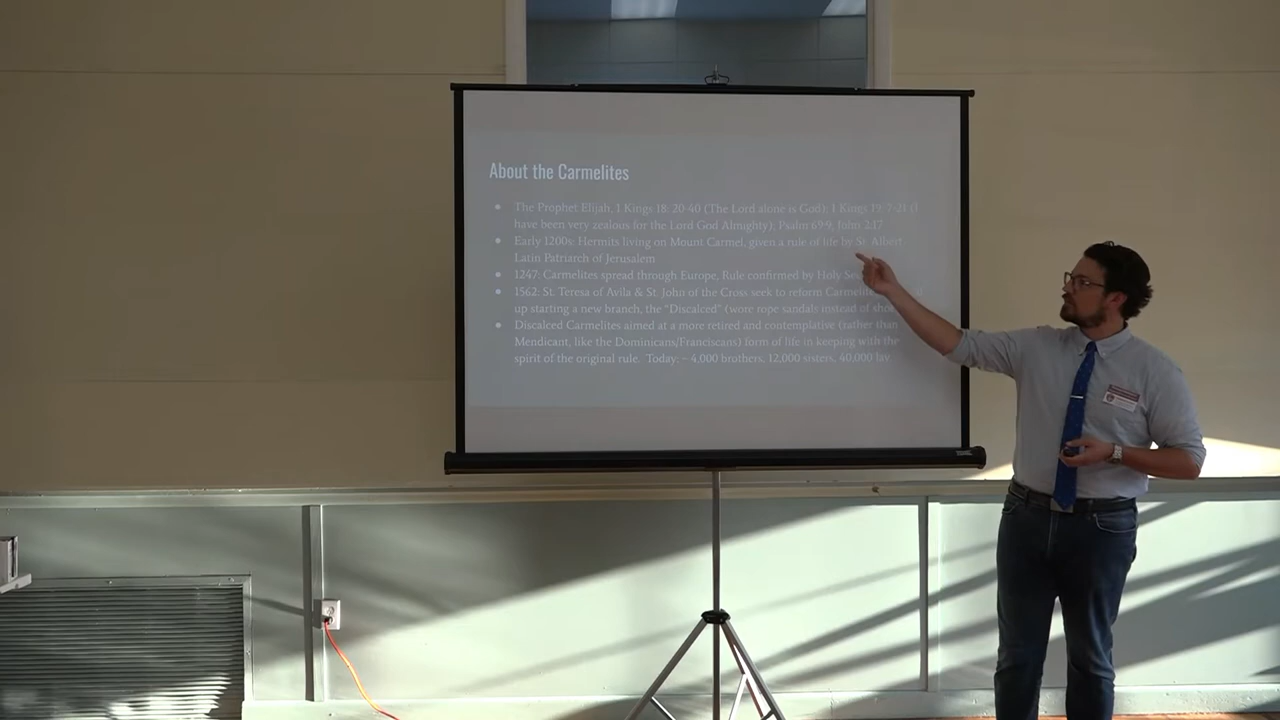 About the Carmelites
● The Prophet Elijah, 1 Kings 18: 20-40 (The Lord alone is God); 1 Kings 19: 7-21 (I
have been very zealous for the Lord God Almighty), Psalm 69:9, John 2:17
● Early 1200s: Hermits living on Mount Carmel, given a rule of life by St. Albert
Latin Patriarch of Jerusalem
● 1247: Carmelites spread through Europe, Rule confirmed by Holy
● 1562: St. Teresa of Avila & St. John of the Cross seek to reform
up starting a new branch, the "Discalced" (wore rope sandals instead of
● Discalced Carmelites aimed at a more retired and contemplative (rather than
Mendicant, like the Dominicans/Franciscans) form of life in keeping with the
spirit of the original rule. Today: ~ 4,000 brothers, 12,000 sisters, 40,000 lay